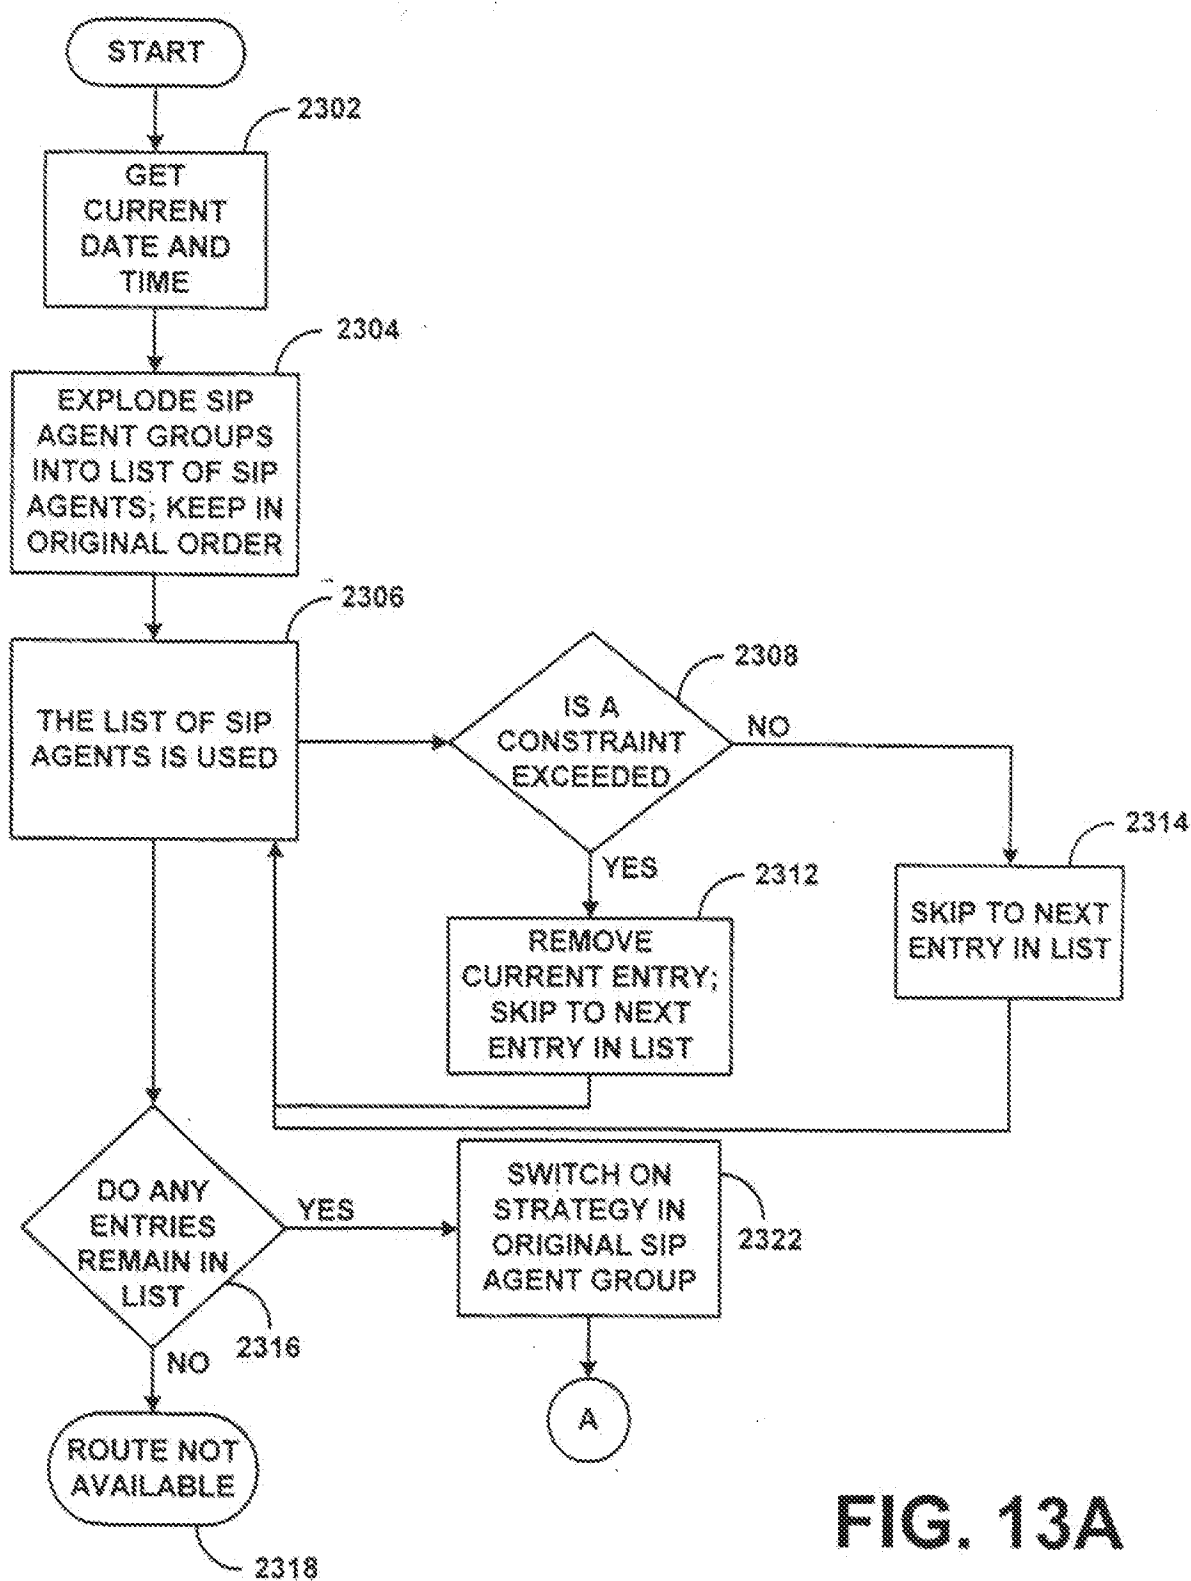 START
2302
GET
CURRENT
DATE AND
TIME
2304
EXPLODE SIP
AGENT GROUPS
INTO LIST OF SIP
AGENTS; KEEP IN
ORIGINAL ORDER
2306
THE LIST OF SIP
AGENTS IS USED
2308
IS A
CONSTRAINT
EXCEEDED
NO
YES
2314
SKIP TO NEXT
ENTRY IN LIST
2312
REMOVE
CURRENT ENTRY;
SKIP TO NEXT
ENTRY IN LIST
DO ANY
ENTRIES
REMAIN IN
LIST
YES
2316
NO
SWITCH ON
STRATEGY IN
ORIGINAL SIP
AGENT GROUP
2322
A
ROUTE NOT
AVAILABLE
2318
FIG. 13A